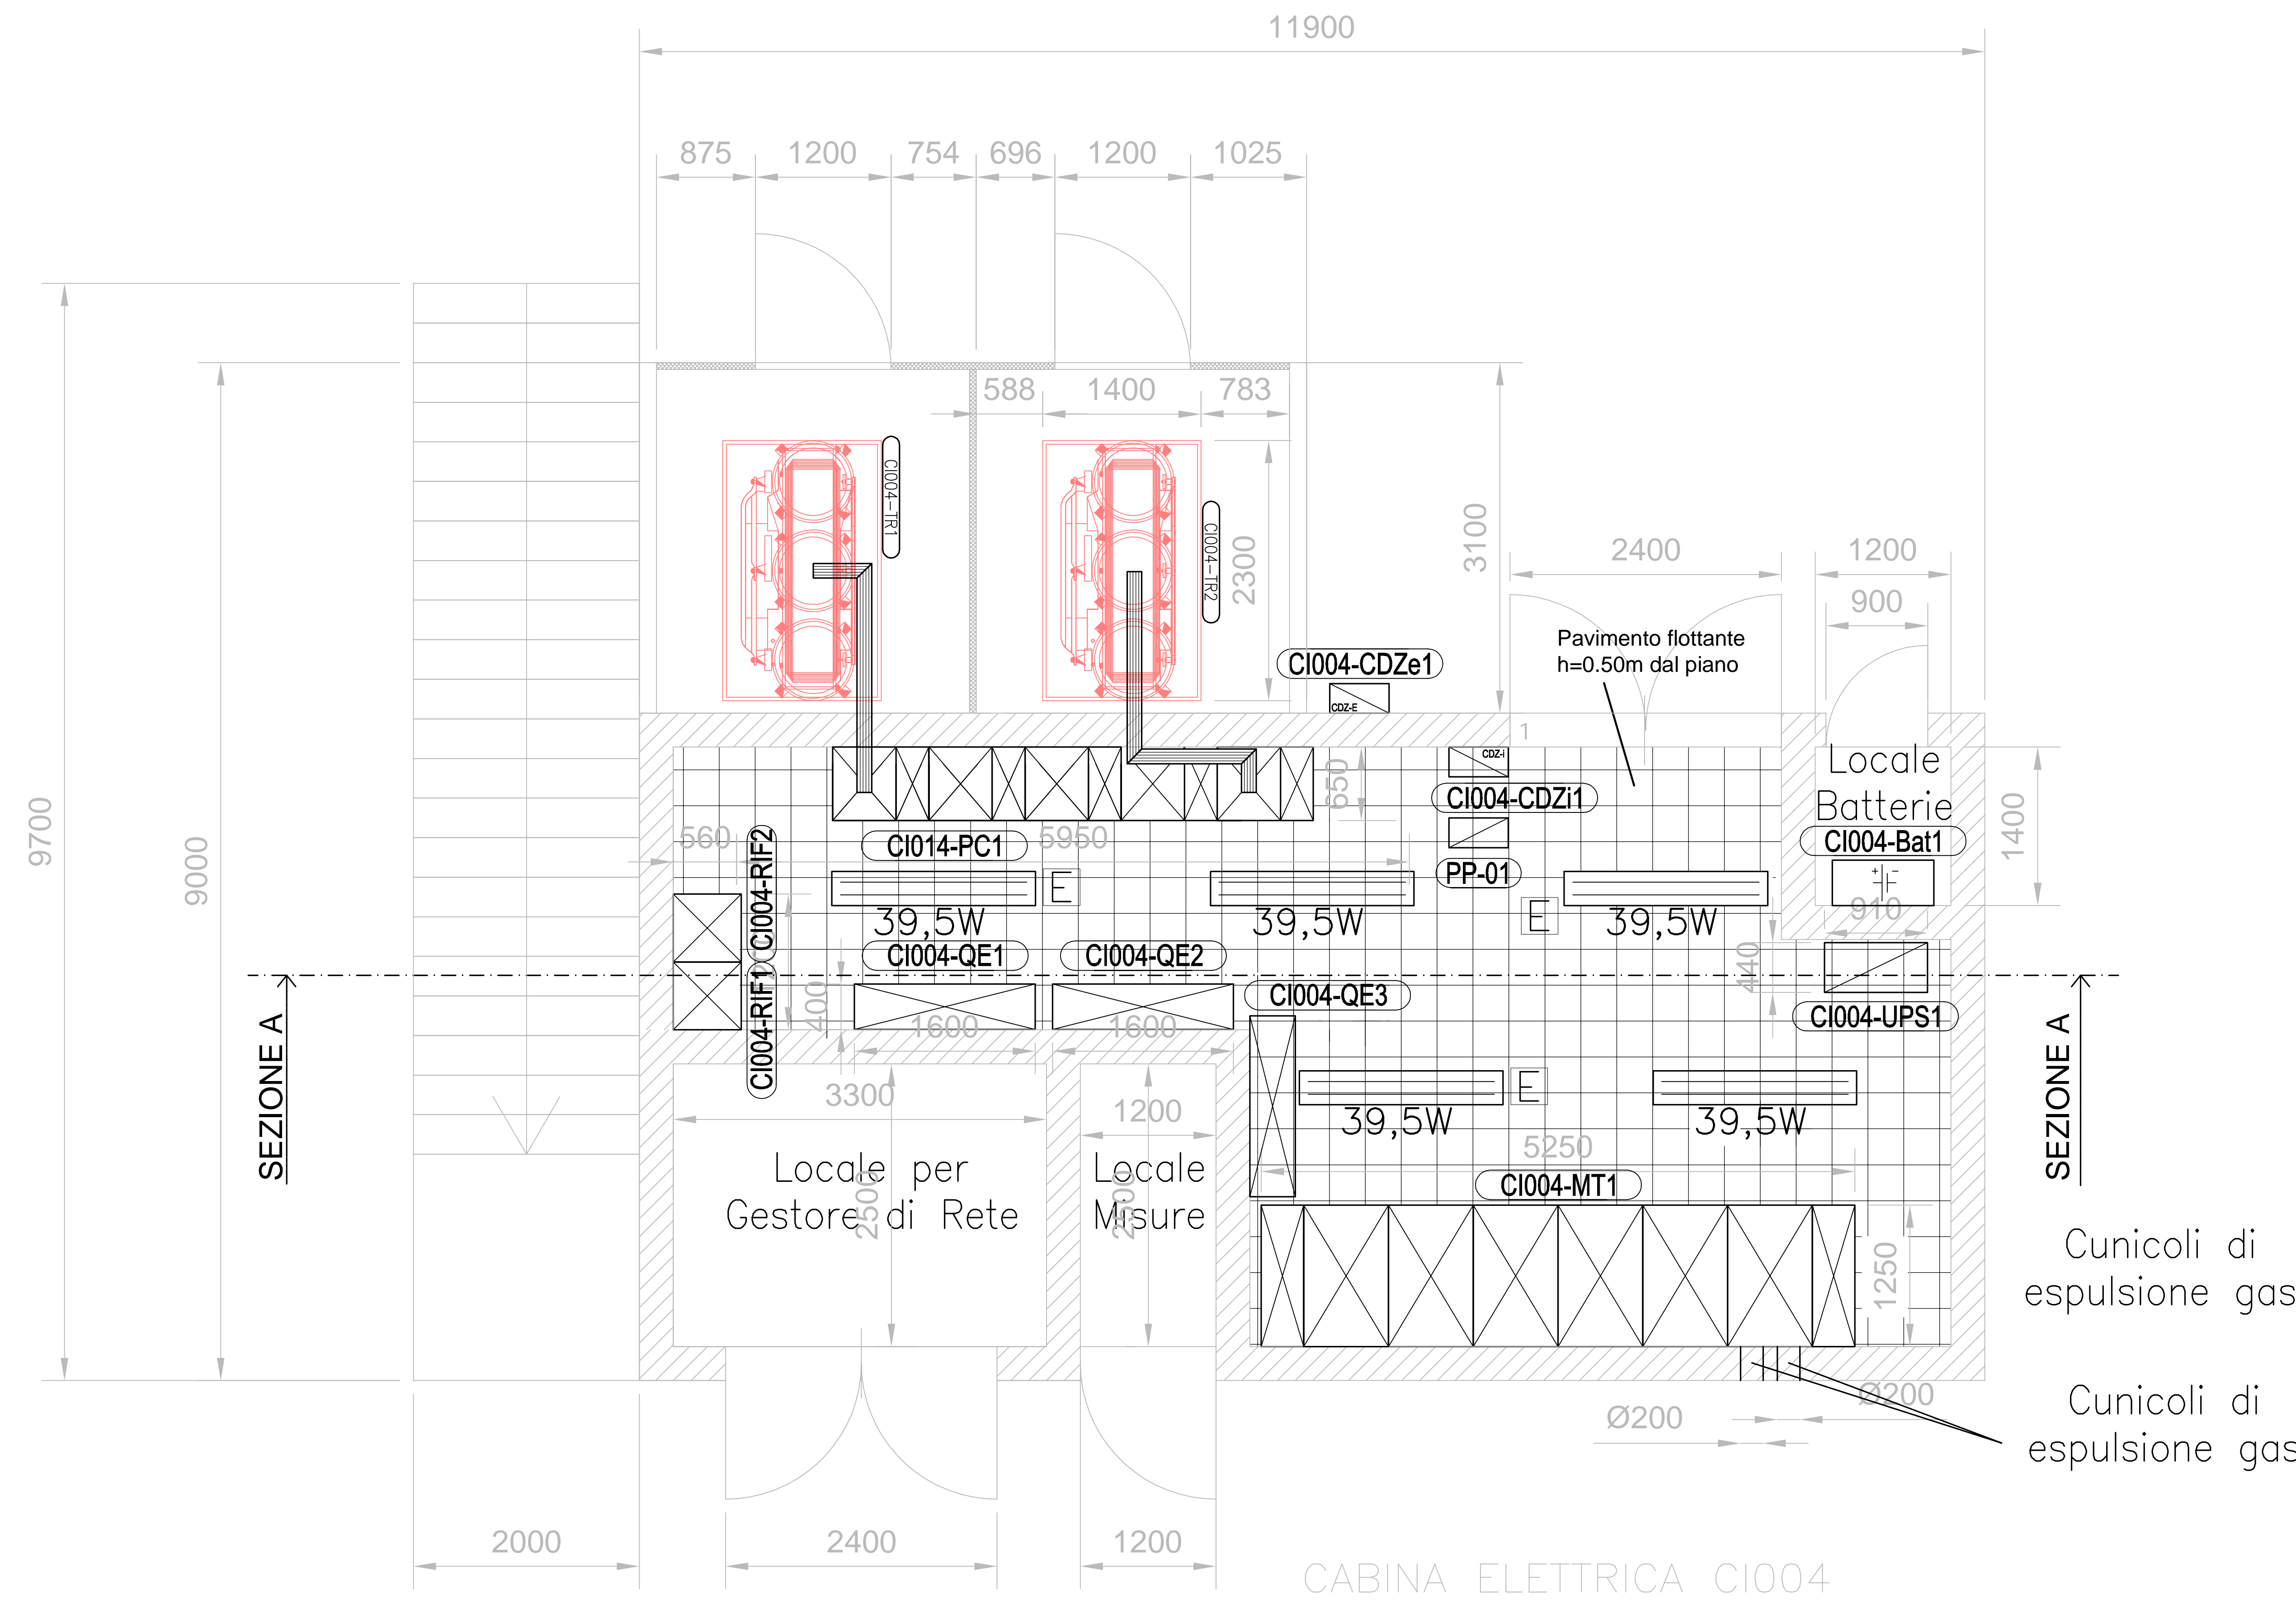 11900
875
1200
754
696
1200
1025
588
1400
783
CI004-TR1
CI004-TR2
2300
3100
2400
1200
900
Pavimento flottante
h=0.50m dal piano
CI004-CDZe1
CDZ-E
1
CDZ-i
CI004-CDZi1
PP-01
Locale
Batterie
CI004-Bat1
+ -
910
1400
650
560
5950
CI014-PC1
E
39,5W
39,5W
E
39,5W
9700
9000
CI004-RIF2
CI004-RIF1
CI004-QE1
CI004-QE2
CI004-QE3
400
1600
1600
440
CI004-UPS1
SEZIONE A
SEZIONE A
3300
1200
E
39,5W
39,5W
5250
CI004-MT1
Locale per
Gestore di Rete
2500
Locale
Misure
2500
1250
Cunicoli di
espulsione gas
Ø200
Ø200
Cunicoli di
espulsione gas
2000
2400
1200
CABINA ELETTRICA CI004